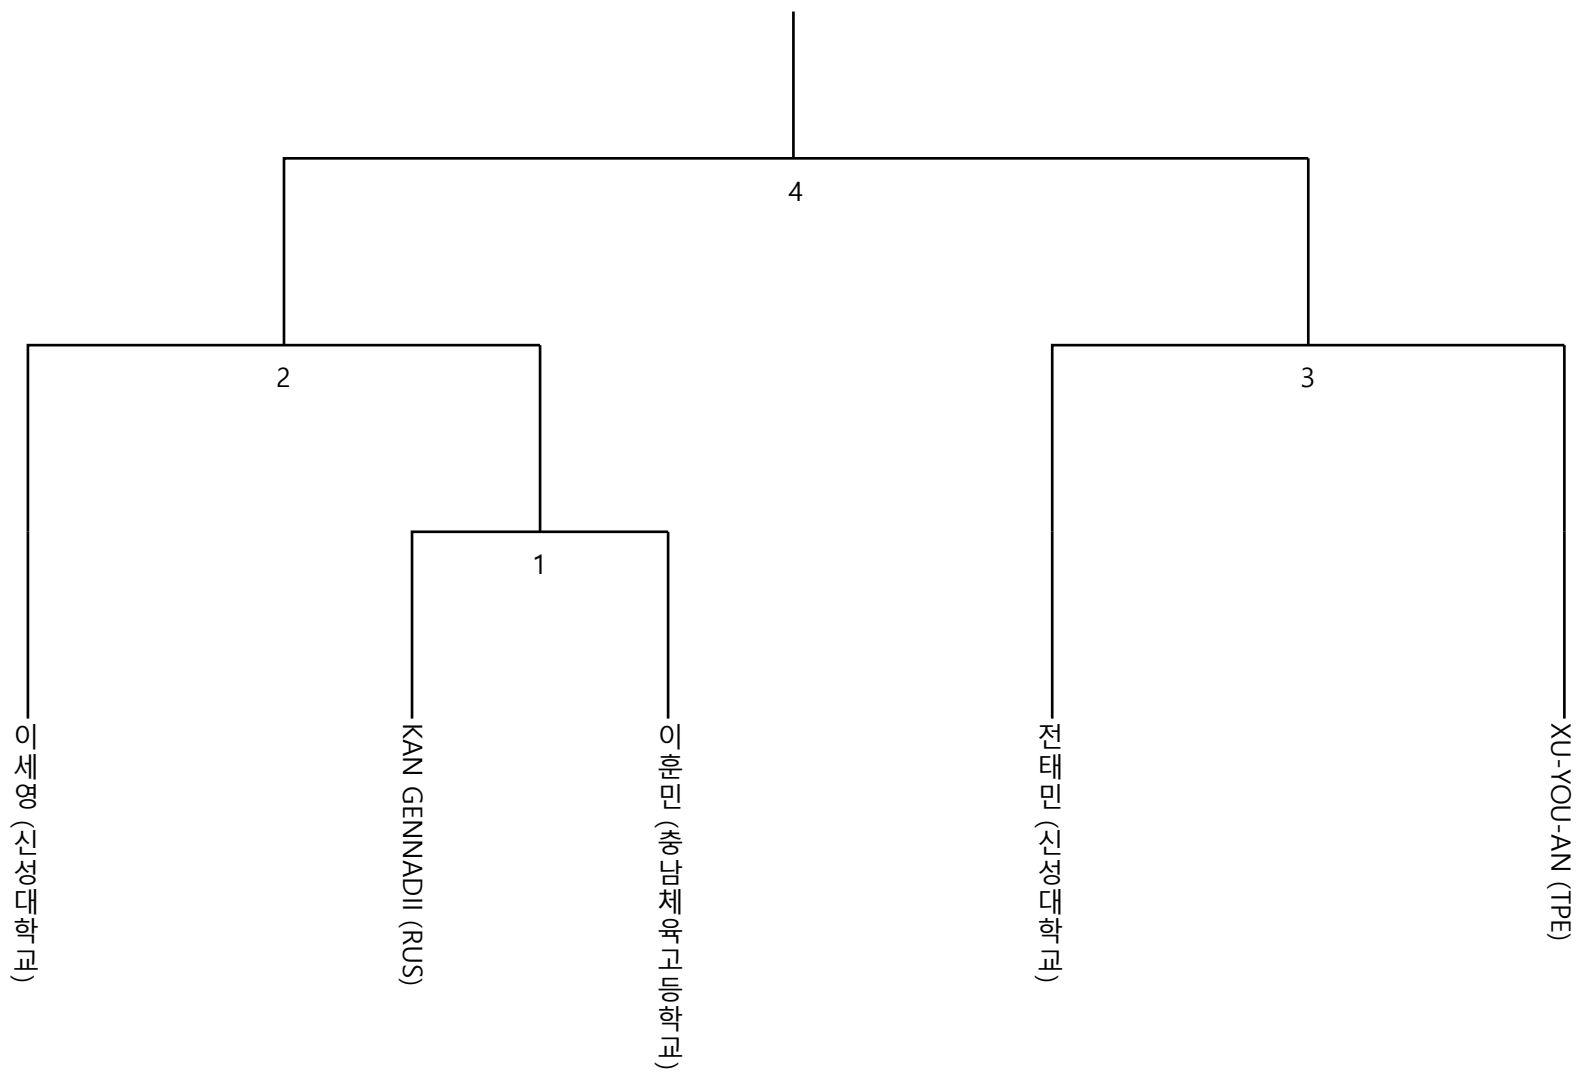 4
2
3
1
이세영 (신성대학교)
KAN GENNADII (RUS)
이훈민 (충남체육고등학교)
전태민 (신성대학교)
XU-YOU-AN (TPE)